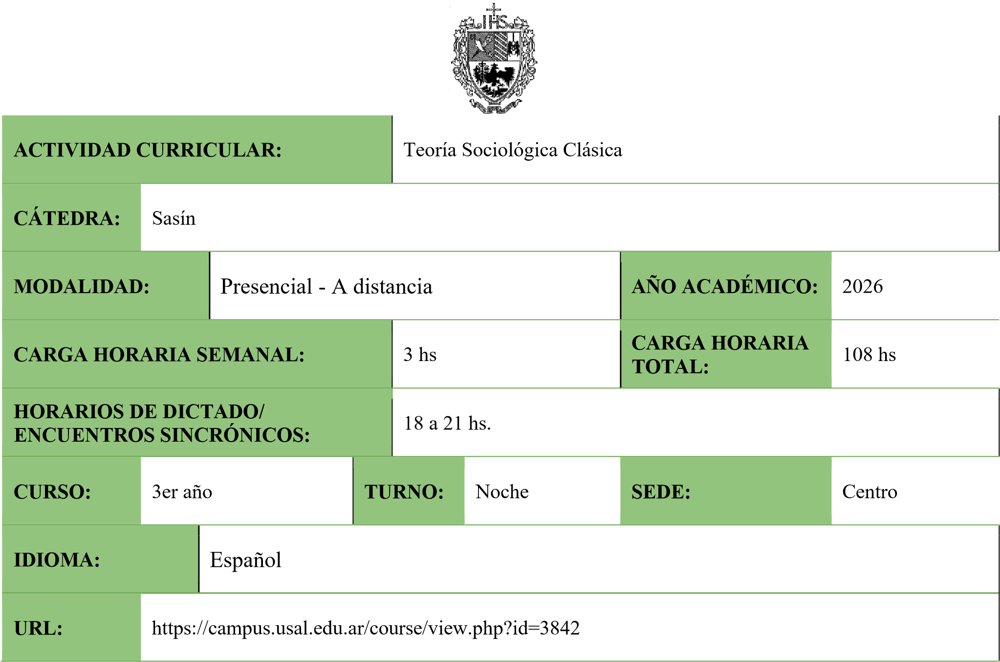 IHS
ACTIVIDAD CURRICULAR: Teoría Sociológica Clásica
CÁTEDRA: Sasín
MODALIDAD: Presencial - A distancia AÑO ACADÉMICO: 2026
CARGA HORARIA SEMANAL: 3 hs CARGA HORARIA
TOTAL: 108 hs
HORARIOS DE DICTADO/
ENCUENTROS SINCRÓNICOS: 18 a 21 hs.
CURSO: 3er año TURNO: Noche SEDE: Centro
IDIOMA: Español
URL: https://campus.usal.edu.ar/course/view.php?id=3842